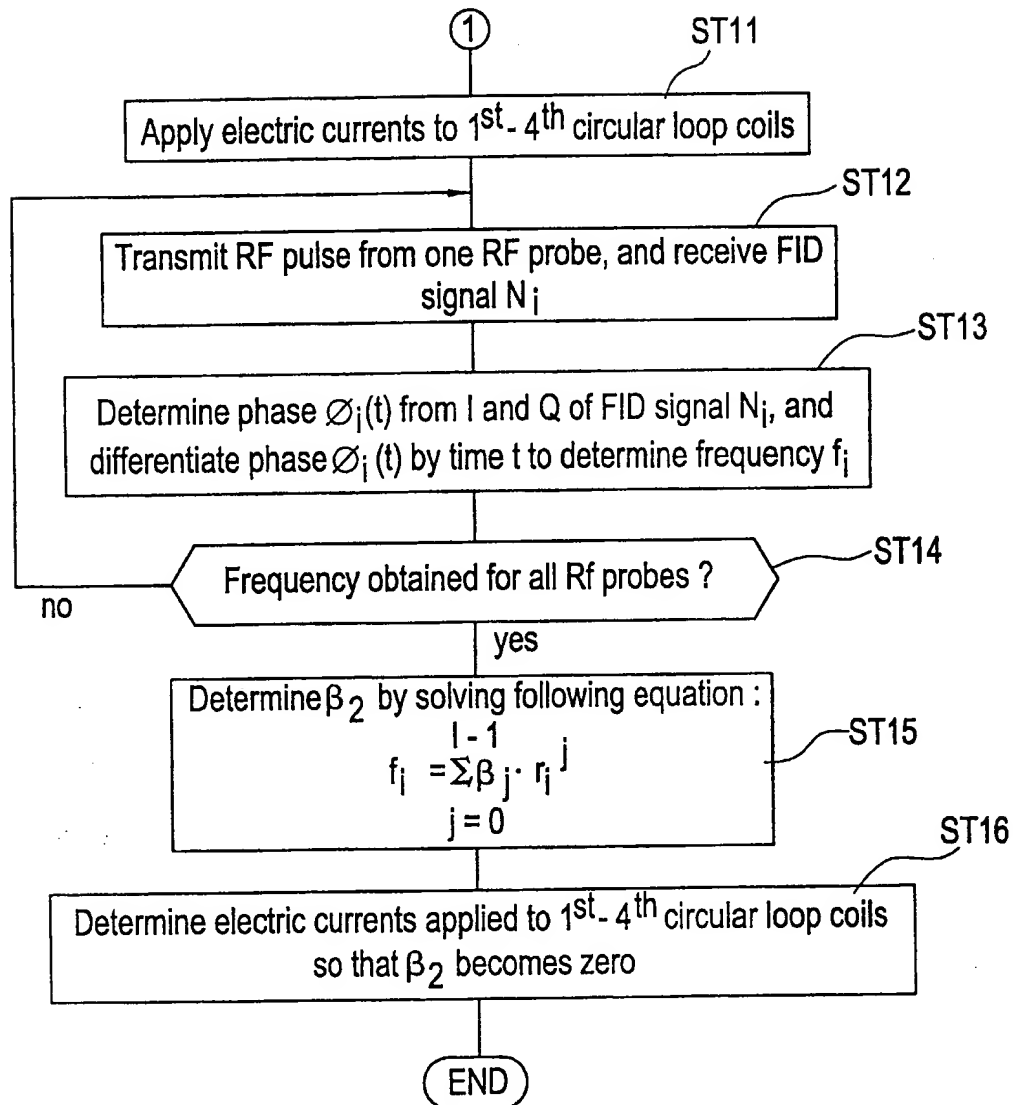 1
ST11
Apply electric currents to 1st- 4th circular loop coils
ST12
Transmit RF pulse from one RF probe, and receive FID
signal Ni
ST13
Determine phase Øi(t) from I and Q of FID signal Ni, and
differentiate phase Øi (t) by time t to determine frequency fi
ST14
Frequency obtained for all Rf probes ?
no
yes
Determine β2 by solving following equation :
I - 1
fi = Σ βj · ri j
j = 0
ST15
ST16
Determine electric currents applied to 1st- 4th circular loop coils
so that β2 becomes zero
END